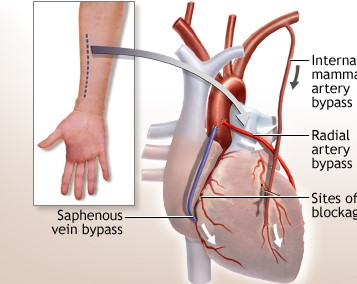 Interna
mamma
artery
bypass
Radial
artery
bypass
Sites of
blockag
Saphenous
vein bypass